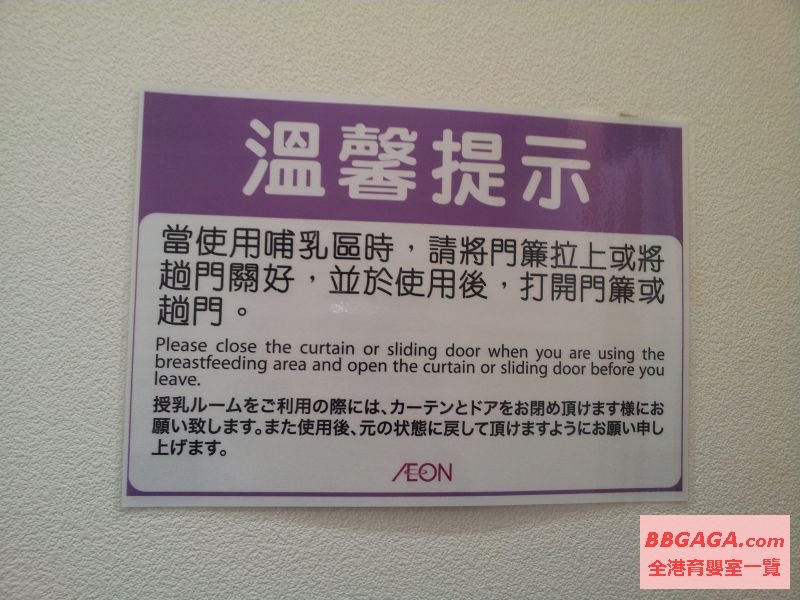 溫馨提示
當使用哺乳區時，請將門簾拉上或將
趟門關好，並於使用後，打開門簾或
趟門。
Please close the curtain or sliding door when you are using the
breastfeeding area and open the curtain or sliding door before you
leave.
授乳ルームをご利用の際には、カーテンとドアをお閉め頂けます様にお
願い致します。また使用後、元の状態に戻して頂けますようにお願い申し
上げます。
ÆON
BBGAGA.com
全港育嬰室一覽